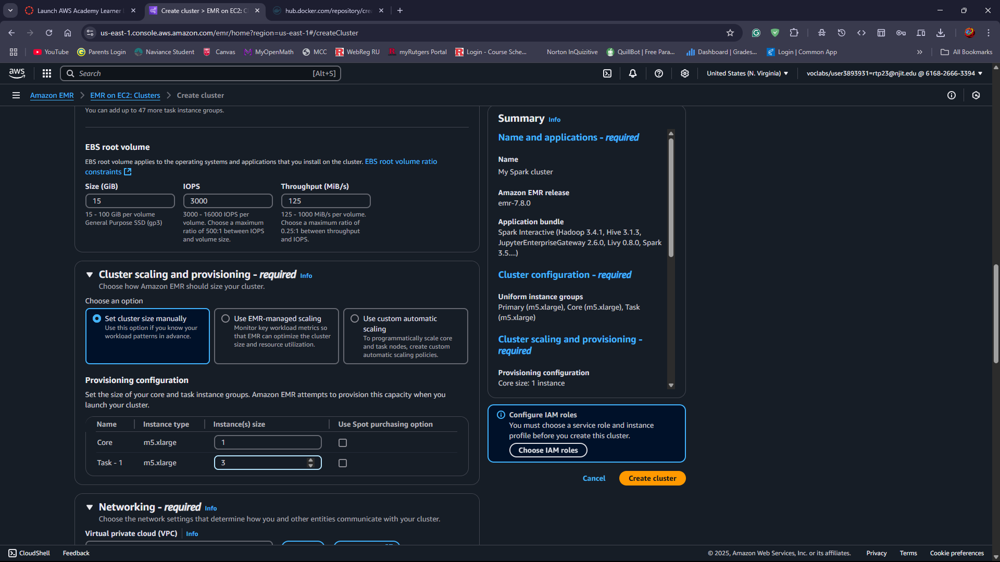 Launch AWS Academy Learner
Create cluster > EMR on EC2: C
hub.docker.com/repository/crea
us-east-1.console.aws.amazon.com/emr/home?region=us-east-1#/createCluster
YouTube
Parents Login
Naviance Student
Canvas
MyOpenMath
MCC
WebReg RU
myRutgers Portal
Login - Course Sche...
Norton InQuizitive
QuillBot | Free Para...
Dashboard | Grades...
Login | Common App
All Bookmarks
aws
Search
[Alt+S]
United States (N. Virginia)
voclabs/user3893931=rtp23@njit.edu @ 6168-2666-3394
Amazon EMR
EMR on EC2: Clusters
Create cluster
You can add up to 47 more task instance groups.
EBS root volume
EBS root volume applies to the operating systems and applications that you install on the cluster. EBS root volume ratio
constraints
Size (GiB)
IOPS
Throughput (MiB/s)
15
3000
125
15 - 100 GiB per volume
General Purpose SSD (gp3)
3000 - 16000 IOPS per
volume. Choose a maximum
ratio of 500:1 between IOPS
and volume size.
125 - 1000 MiB/s per volume.
Choose a maximum ratio of
0.25:1 between throughput
and IOPS.
Cluster scaling and provisioning - required Info
Choose how Amazon EMR should size your cluster.
Choose an option
Set cluster size manually
Use this option if you know your
workload patterns in advance.
Use EMR-managed scaling
Monitor key workload metrics so
that EMR can optimize the cluster
size and resource utilization.
Use custom automatic
scaling
To programmatically scale core
and task nodes, create custom
automatic scaling policies.
Provisioning configuration
Set the size of your core and task instance groups. Amazon EMR attempts to provision this capacity when you
launch your cluster.
Name
Instance type
Instance(s) size
Use Spot purchasing option
Core
m5.xlarge
1
Task - 1
m5.xlarge
3
Networking - required Info
Choose the network settings that determine how you and other entities communicate with your cluster.
Virtual private cloud (VPC)
Info
Summary Info
Name and applications - required
Name
My Spark cluster
Amazon EMR release
emr-7.8.0
Application bundle
Spark Interactive (Hadoop 3.4.1, Hive 3.1.3,
JupyterEnterpriseGateway 2.6.0, Livy 0.8.0, Spark
3.5....)
Cluster configuration - required
Uniform instance groups
Primary (m5.xlarge), Core (m5.xlarge), Task
(m5.xlarge)
Cluster scaling and provisioning -
required
Provisioning configuration
Core size: 1 instance
Configure IAM roles
You must choose a service role and instance
profile before you create this cluster.
Choose IAM roles
Cancel
Create cluster
CloudShell
Feedback
© 2025, Amazon Web Services, Inc. or its affiliates.
Privacy
Terms
Cookie preferences